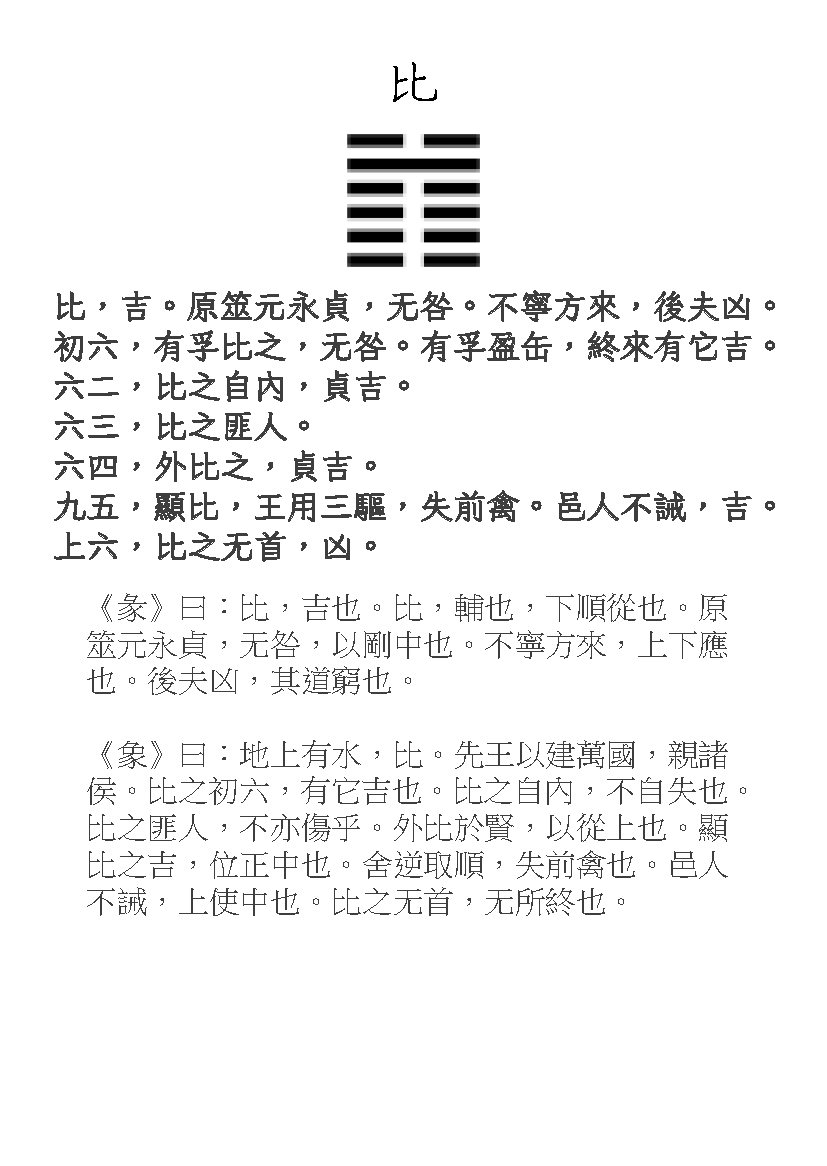 比
比，吉。原筮元永貞，无咎。不寧方來，後夫凶。
初六，有孚比之，无咎。有孚盈缶，終來有它吉。
六二，比之自內，貞吉。
六三，比之匪人。
六四，外比之，貞吉。
九五，顯比，王用三驅，失前禽。邑人不誡，吉。
上六，比之无首，凶。
《彖》曰：比，吉也。比，輔也，下順從也。原
筮元永貞，无咎，以剛中也。不寧方來，上下應
也。後夫凶，其道窮也。
《象》曰：地上有水，比。先王以建萬國，親諸
侯。比之初六，有它吉也。比之自內，不自失也。
比之匪人，不亦傷乎。外比於賢，以從上也。顯
比之吉，位正中也。舍逆取順，失前禽也。邑人
不誡，上使中也。比之无首，无所終也。